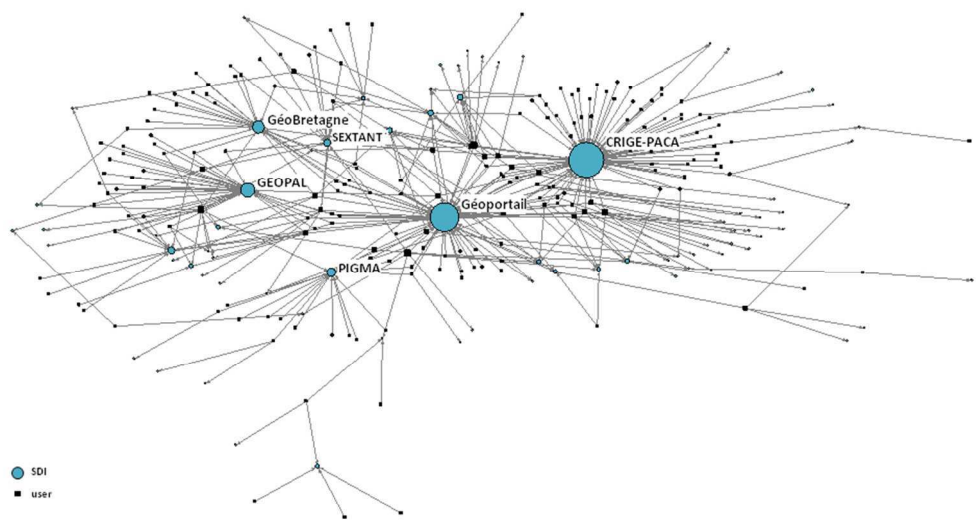 GéoBretagne
SEXTANT
CRIGE-PACA
GEOPAL
Géoportail
PIGMA
SDI
user